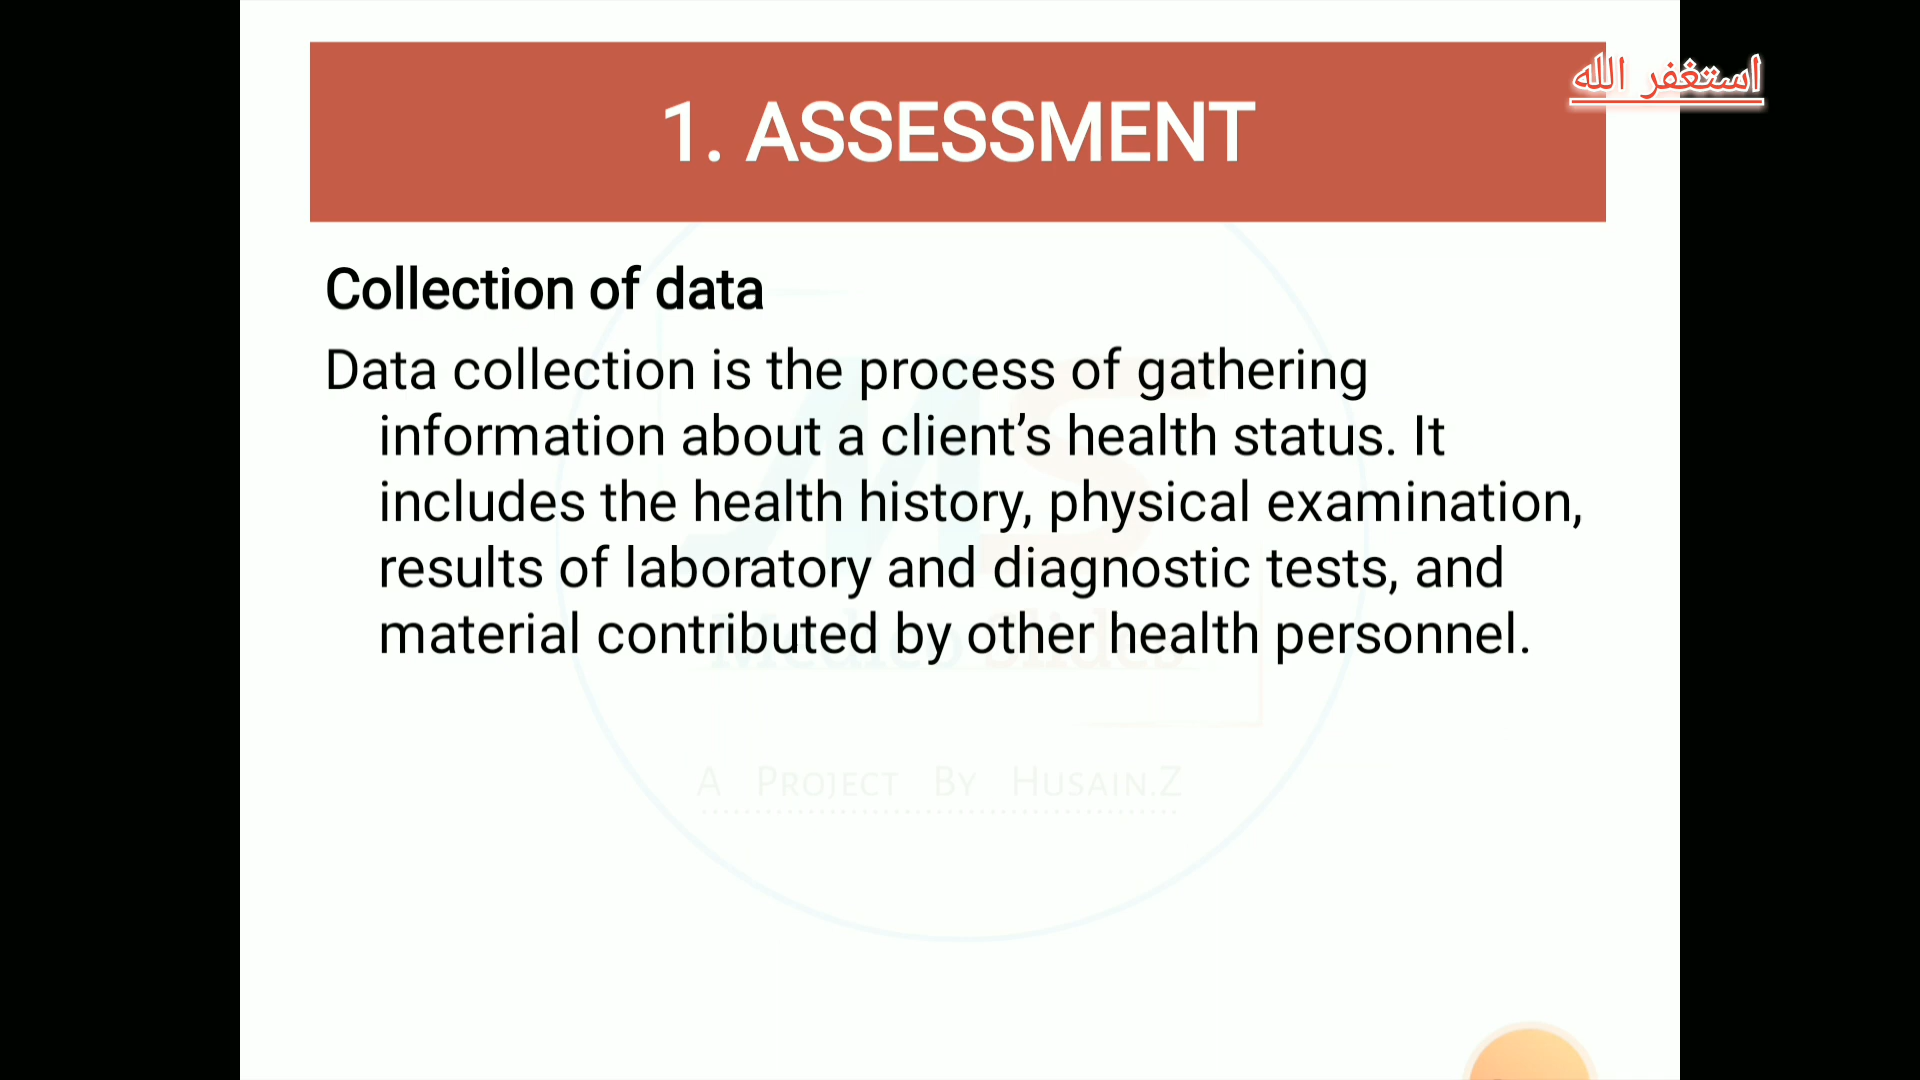 1. ASSESSMENT
استغفر الله
Collection of data
Data collection is the process of gathering
information about a client’s health status. It
includes the health history, physical examination,
results of laboratory and diagnostic tests, and
material contributed by other health personnel.
Medico Slides
A PROJECT BY HUSAIN.Z